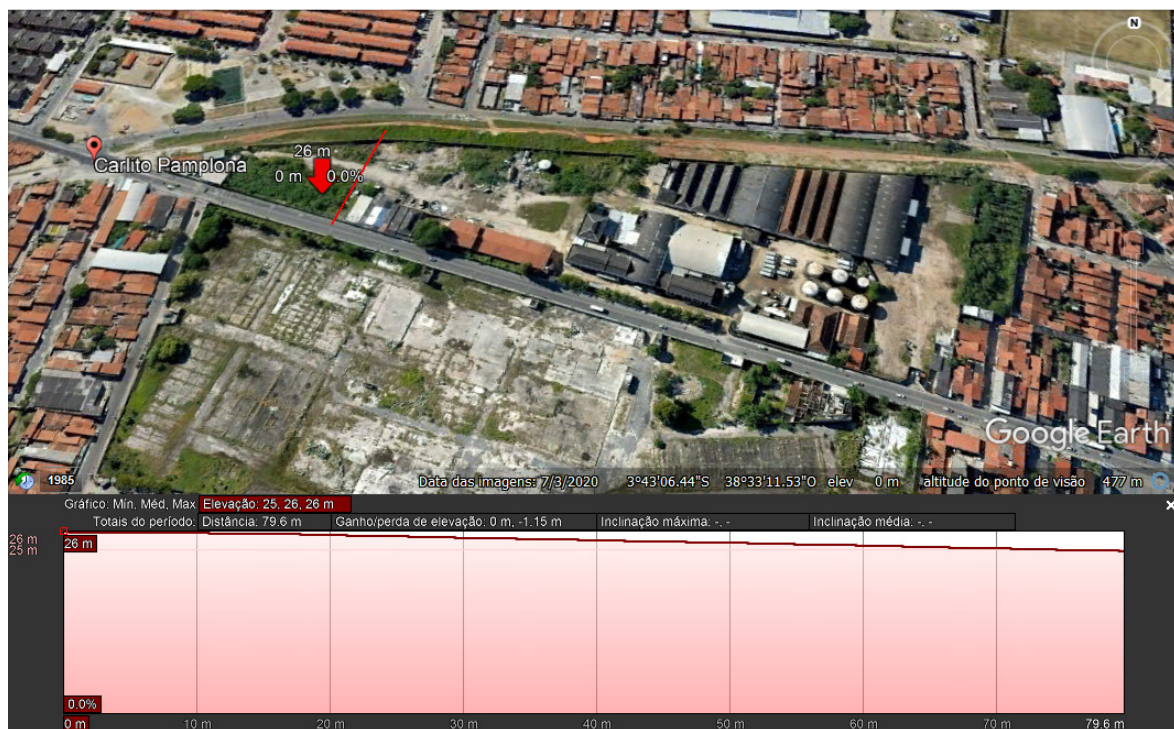 N
Carlito Pamplona
26 m
0 m 0.0%
Google Earth
1985 Data das imagens: 7/3/2020 3°43'06.44"S 38°33'11.53"O elev 0 m altitude do ponto de visão 477 m
Gráfico: Mín, Méd, Max Elevação: 25, 26, 26 m
Totais do período: Distância: 79.6 m Ganho/perda de elevação: 0 m, -1.15 m Inclinação máxima: -, - Inclinação média: -, -
26 m
25 m
26 m
0.0%
0 m 10 m 20 m 30 m 40 m 50 m 60 m 70 m 79.6 m